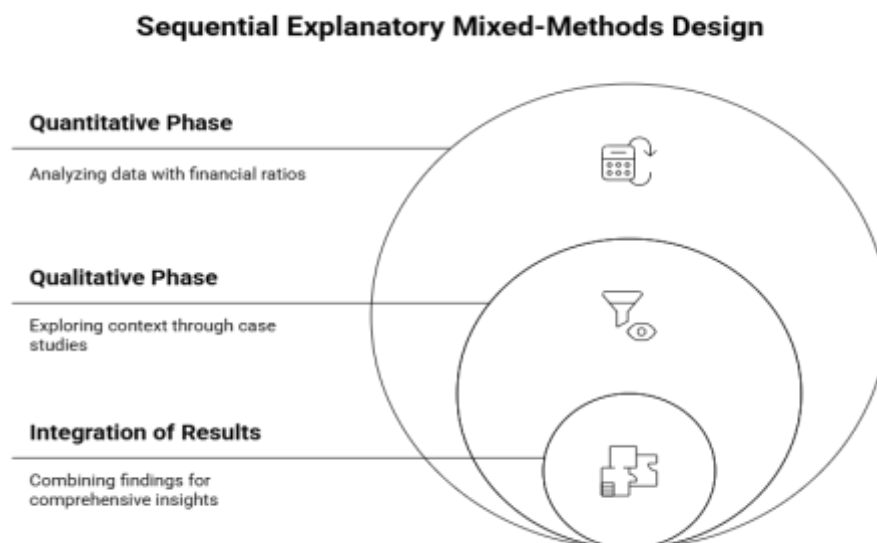 Sequential Explanatory Mixed-Methods Design
Quantitative Phase
Analyzing data with financial ratios
Qualitative Phase
Exploring context through case
studies
Integration of Results
Combining findings for
comprehensive insights